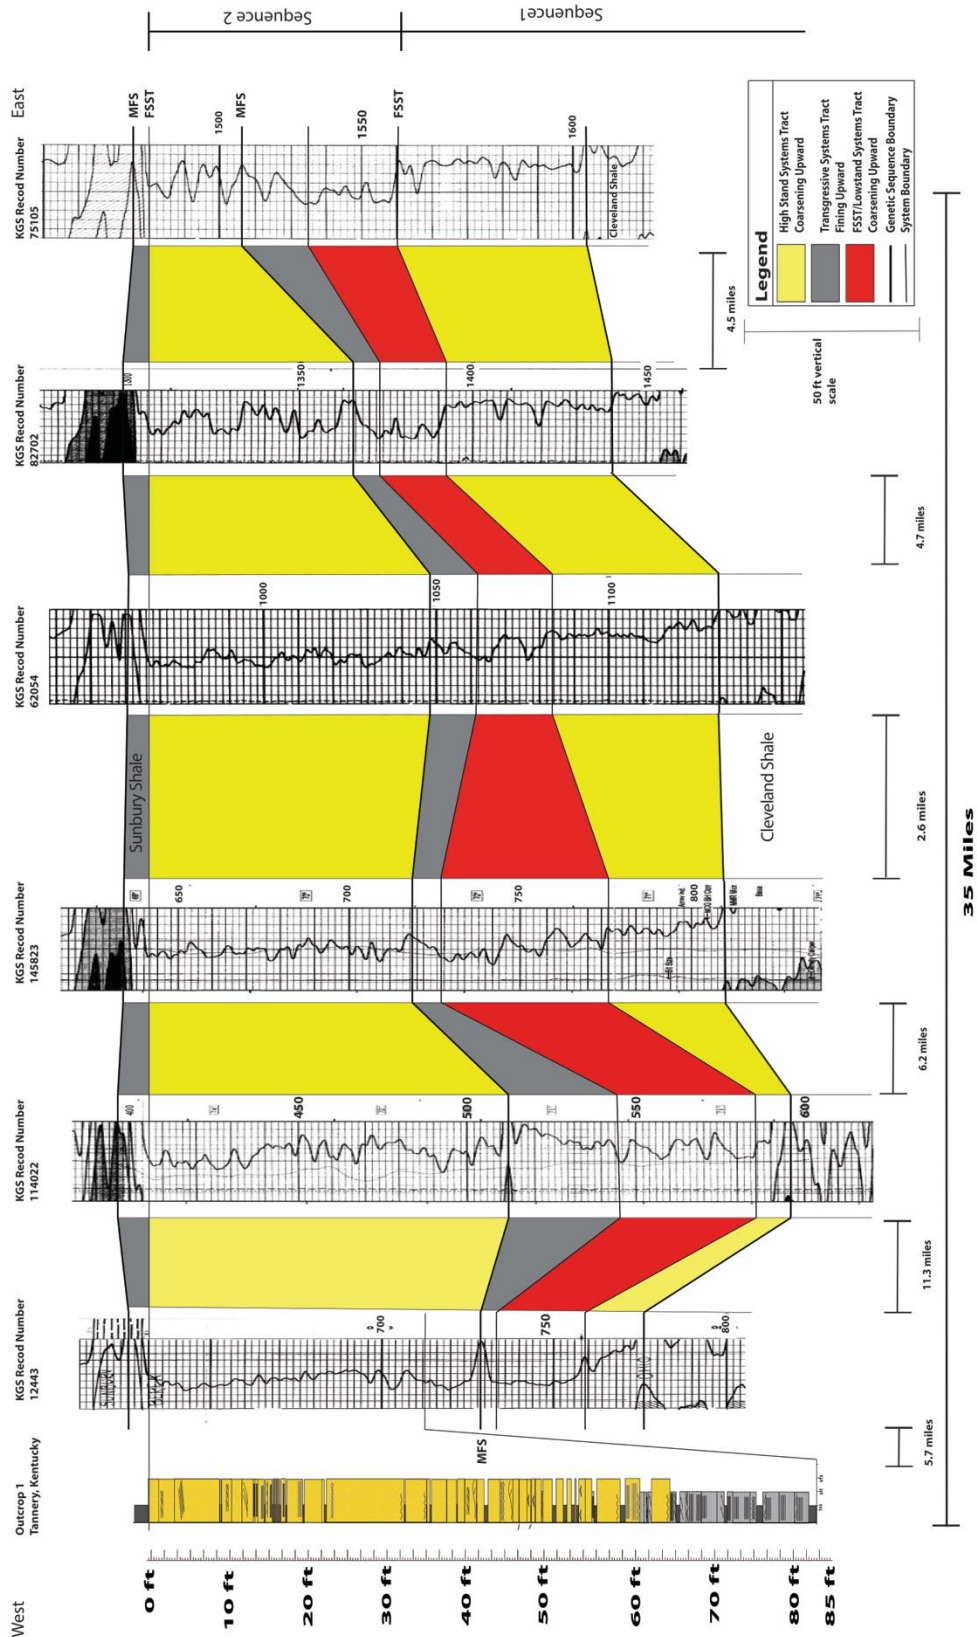 West
East
Outcrop 1
Tannery, Kentucky
KGS Recod Number
12443
KGS Recod Number
114022
KGS Recod Number
145823
KGS Recod Number
62054
KGS Recod Number
82702
KGS Recod Number
75105
0 ft
10 ft
20 ft
30 ft
40 ft
50 ft
60 ft
70 ft
80 ft
85 ft
MFS
700
750
800
400
450
500
550
600
650
700
750
800
1000
1050
1100
1300
1350
1400
1450
1500
1550
1600
Sunbury Shale
Cleveland Shale
Cleveland Shale
MFS
FSST
MFS
FSST
Sequence 2
Sequence1
5.7 miles
11.3 miles
6.2 miles
2.6 miles
4.7 miles
4.5 miles
35 Miles
50 ft vertical
scale
Legend
High Stand Systems Tract
Coarsening Upward
Transgressive Systems Tract
Fining Upward
FSST/Lowstand Systems Tract
Coarsening Upward
Genetic Sequence Boundary
System Boundary